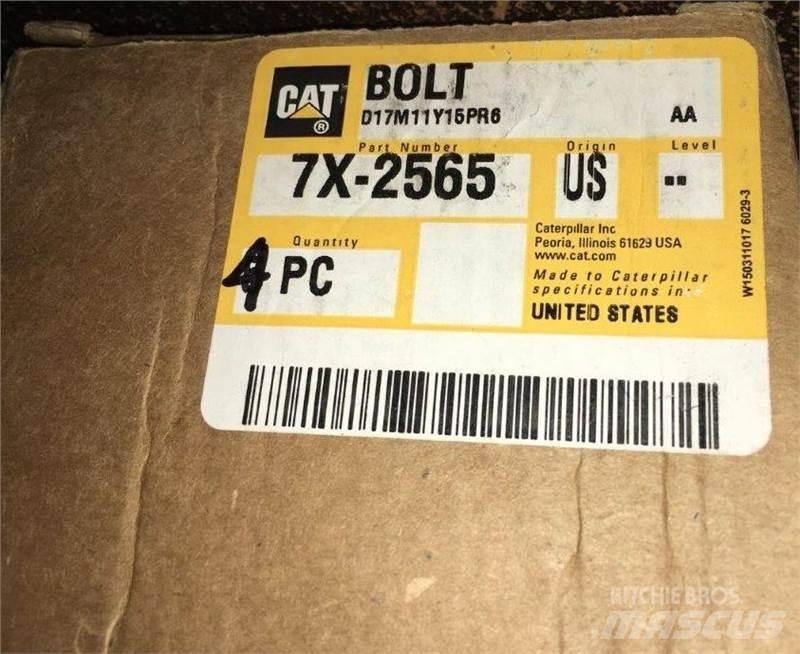 CAT
®
BOLT
D17M11Y15PR6 AA
Part Number Origin Level
7X-2565 US --
Quantity
PC
Caterpillar Inc
Peoria, Illinois 61629 USA
www.cat.com
Made to Caterpillar
specifications in:
UNITED STATES
W150311017 6029-3
RITCHIE BROS.
MASCUS